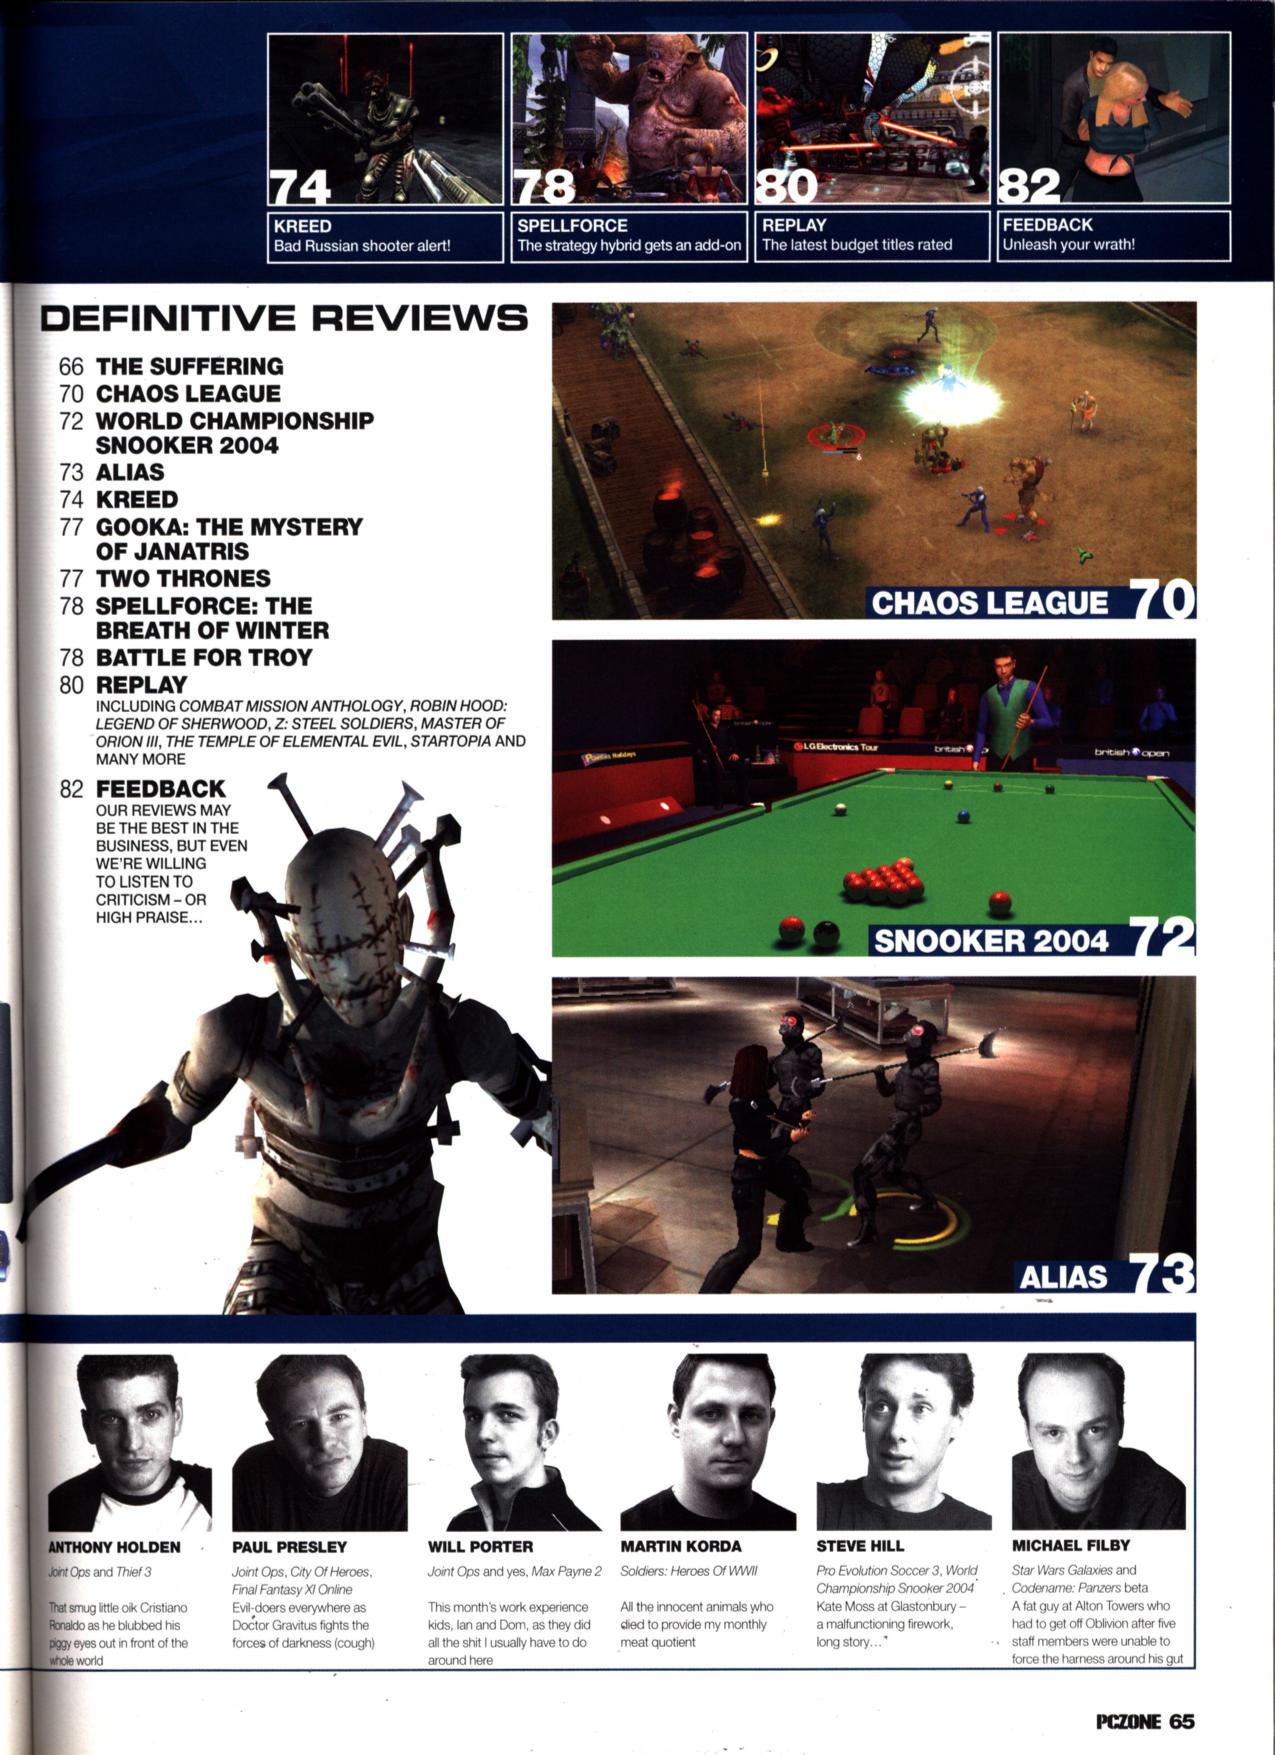 74
KREED
Bad Russian shooter alert!
78
SPELLFORCE
The strategy hybrid gets an add-on
80
REPLAY
The latest budget titles rated
82
FEEDBACK
Unleash your wrath!
DEFINITIVE REVIEWS
66 THE SUFFERING
70 CHAOS LEAGUE
72 WORLD CHAMPIONSHIP
SNOOKER 2004
73 ALIAS
74 KREED
77 GOOKA: THE MYSTERY
OF JANATRIS
77 TWO THRONES
78 SPELLFORCE: THE
BREATH OF WINTER
78 BATTLE FOR TROY
80 REPLAY
INCLUDING COMBAT MISSION ANTHOLOGY, ROBIN HOOD:
LEGEND OF SHERWOOD, Z: STEEL SOLDIERS, MASTER OF
ORION III, THE TEMPLE OF ELEMENTAL EVIL, STARTOPIA AND
MANY MORE
82 FEEDBACK
OUR REVIEWS MAY
BE THE BEST IN THE
BUSINESS, BUT EVEN
WE'RE WILLING
TO LISTEN TO
CRITICISM – OR
HIGH PRAISE...
6
CHAOS LEAGUE 70
Pontins Holidays
british open
LG Electronics Tour
british open
SNOOKER 2004 72
ALIAS 73
ANTHONY HOLDEN
Joint Ops and Thief 3
That smug little oik Cristiano
Ronaldo as he blubbed his
piggy eyes out in front of the
whole world
PAUL PRESLEY
Joint Ops, City Of Heroes,
Final Fantasy XI Online
Evil-doers everywhere as
Doctor Gravitus fights the
forces of darkness (cough)
WILL PORTER
Joint Ops and yes, Max Payne 2
This month's work experience
kids, Ian and Dom, as they did
all the shit I usually have to do
around here
MARTIN KORDA
Soldiers: Heroes Of WWII
All the innocent animals who
died to provide my monthly
meat quotient
STEVE HILL
Pro Evolution Soccer 3, World
Championship Snooker 2004
Kate Moss at Glastonbury –
a malfunctioning firework,
long story...
MICHAEL FILBY
Star Wars Galaxies and
Codename: Panzers beta
A fat guy at Alton Towers who
had to get off Oblivion after five
staff members were unable to
force the harness around his gut
PCZONE 65